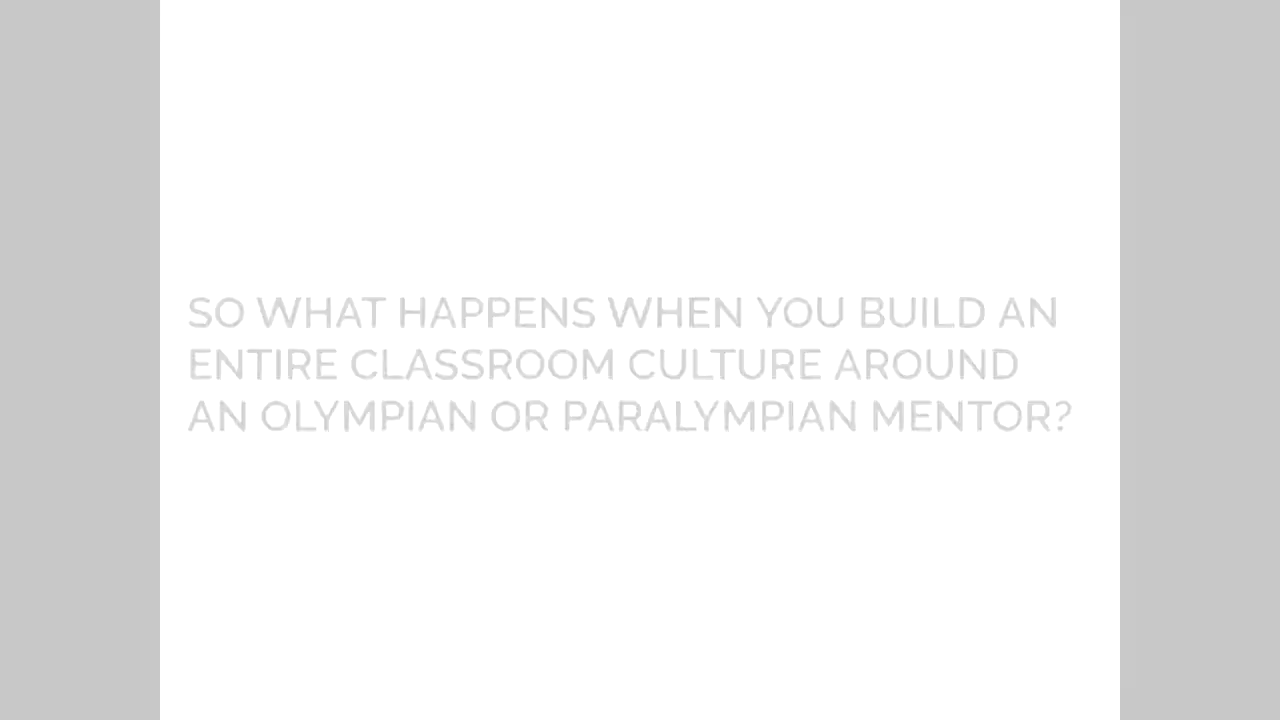 SO WHAT HAPPENS WHEN YOU BUILD AN
ENTIRE CLASSROOM CULTURE AROUND
AN OLYMPIAN OR PARALYMPIAN MENTOR?